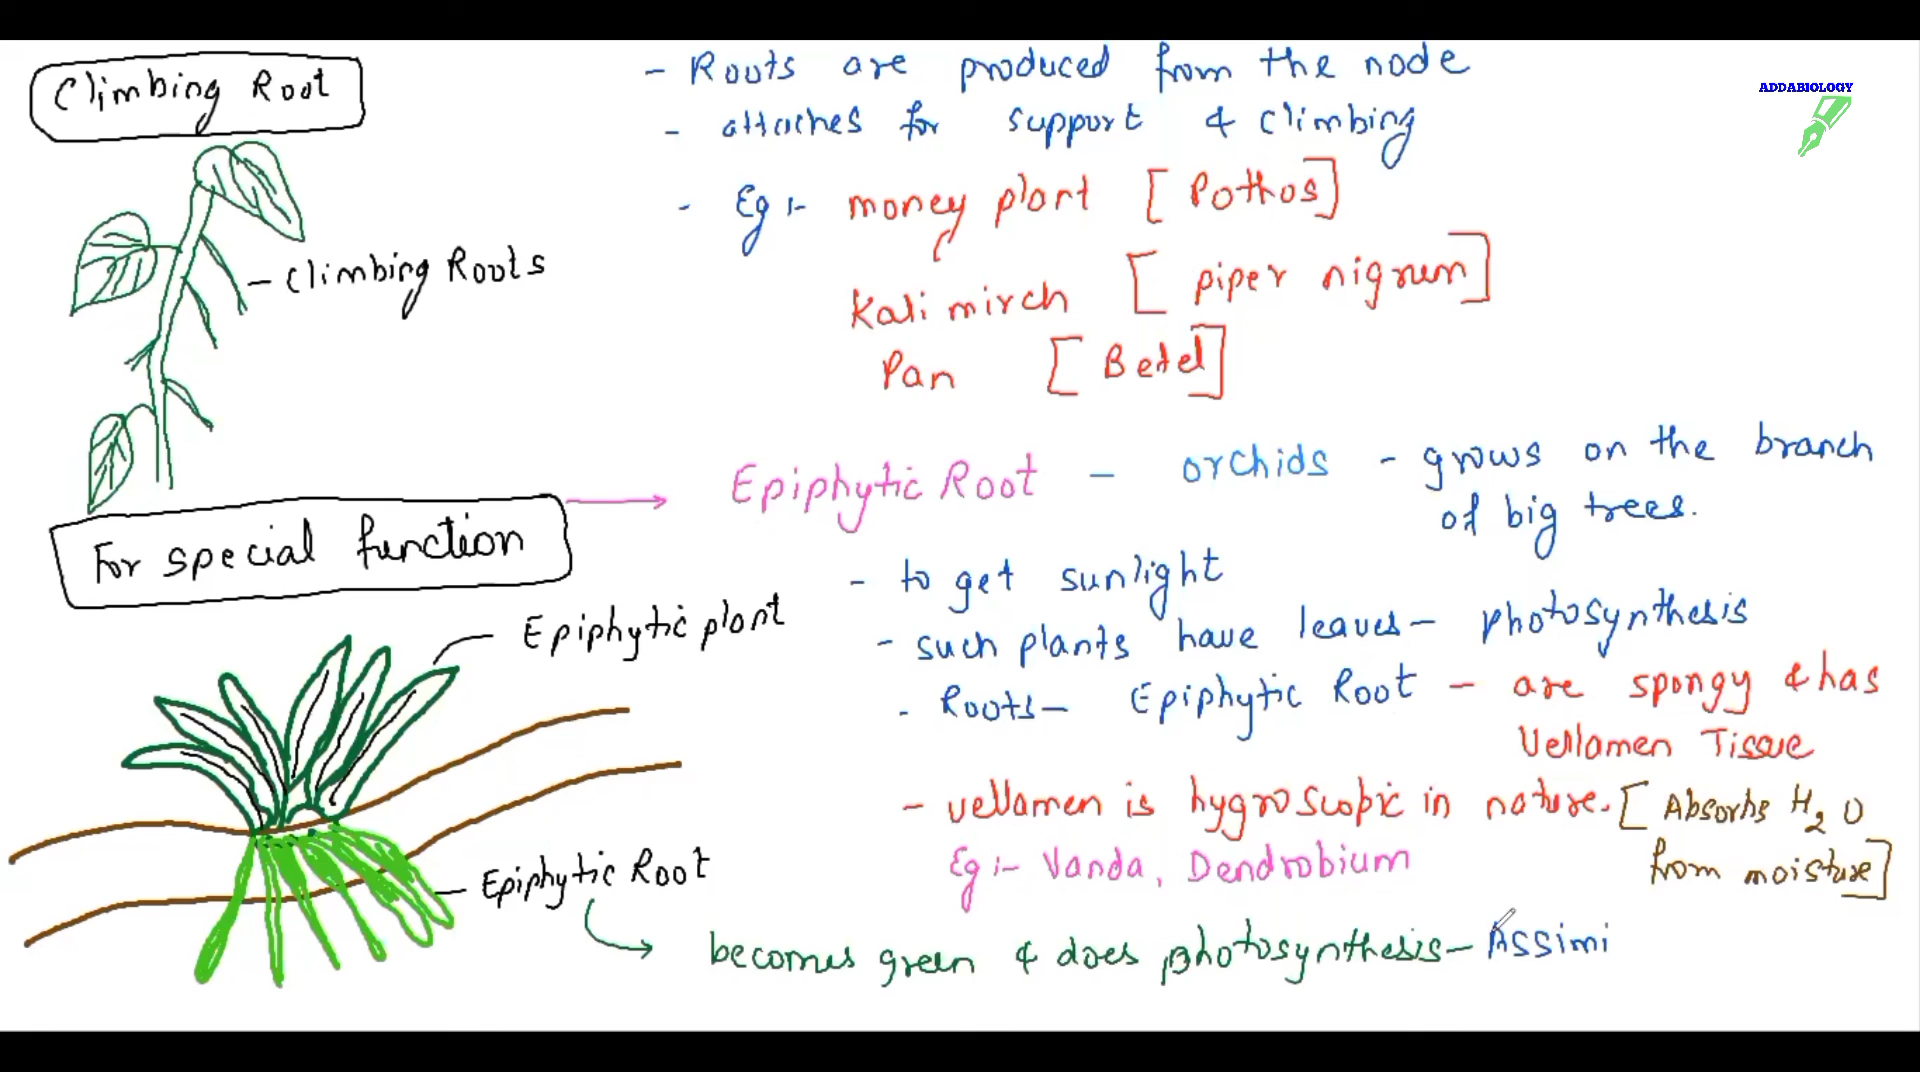 Climbing Root
- Roots are produced from the node
ADDABIOLOGY
- attaches for support & climbing
- Eg :- money plant [Pothos]
- Climbing Roots
Kali mirch [piper nigrum]
Pan [Betel]
Epiphytic Root - orchids - grows on the branch
of big trees.
For special function
- to get sunlight
Epiphytic plant
- such plants have leaves - photosynthesis
- Roots - Epiphytic Root - are spongy & has
Vellamen Tissue
- vellamen is hygroscopic in nature. [Absorbs H2O
from moisture]
Eg :- Vanda, Dendrobium
Epiphytic Root
becomes green & does photosynthesis - Assimi